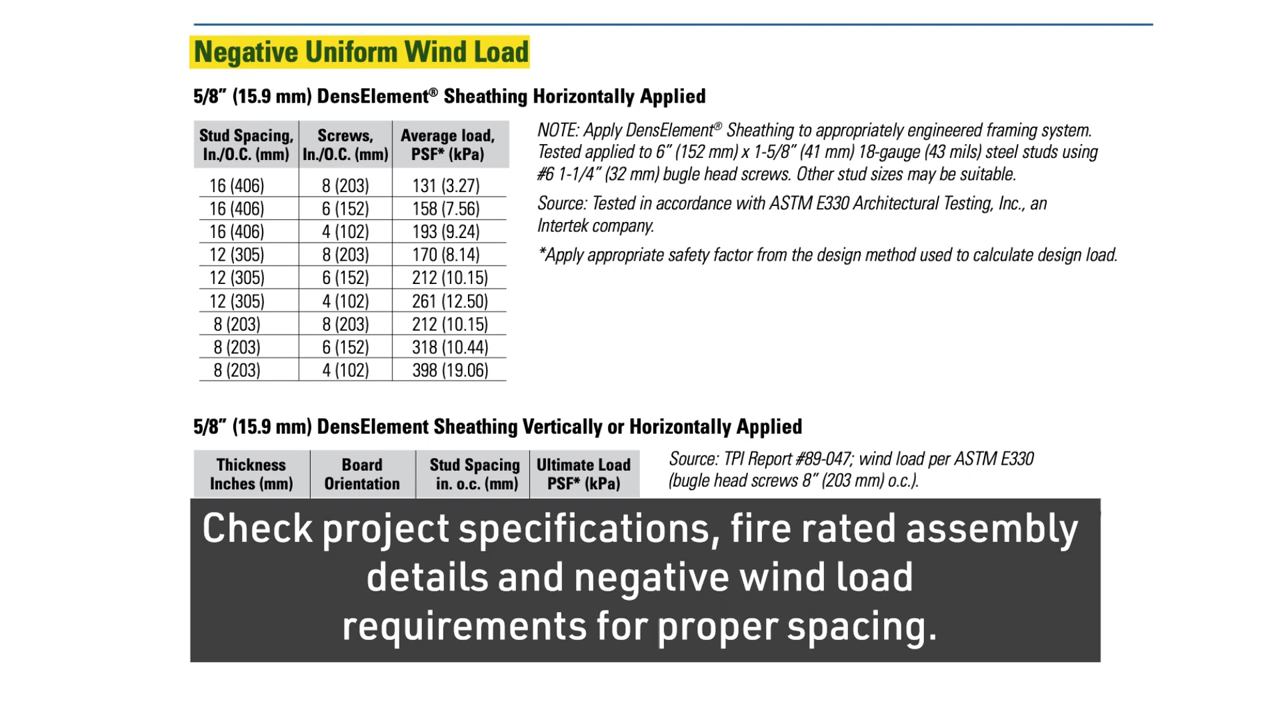 Negative Uniform Wind Load
5/8” (15.9 mm) DensElement® Sheathing Horizontally Applied
Stud Spacing, In./O.C. (mm) Screws, In./O.C. (mm) Average load, PSF* (kPa)
16 (406) 8 (203) 131 (3.27)
16 (406) 6 (152) 158 (7.56)
16 (406) 4 (102) 193 (9.24)
12 (305) 8 (203) 170 (8.14)
12 (305) 6 (152) 212 (10.15)
12 (305) 4 (102) 261 (12.50)
8 (203) 8 (203) 212 (10.15)
8 (203) 6 (152) 318 (10.44)
8 (203) 4 (102) 398 (19.06)
NOTE: Apply DensElement® Sheathing to appropriately engineered framing system.
Tested applied to 6” (152 mm) x 1-5/8” (41 mm) 18-gauge (43 mils) steel studs using
#6 1-1/4” (32 mm) bugle head screws. Other stud sizes may be suitable.
Source: Tested in accordance with ASTM E330 Architectural Testing, Inc., an
Intertek company.
*Apply appropriate safety factor from the design method used to calculate design load.
5/8” (15.9 mm) DensElement Sheathing Vertically or Horizontally Applied
Thickness Inches (mm) Board Orientation Stud Spacing in. o.c. (mm) Ultimate Load PSF* (kPa)
Source: TPI Report #89-047; wind load per ASTM E330
(bugle head screws 8” (203 mm) o.c.).
Check project specifications, fire rated assembly
details and negative wind load
requirements for proper spacing.